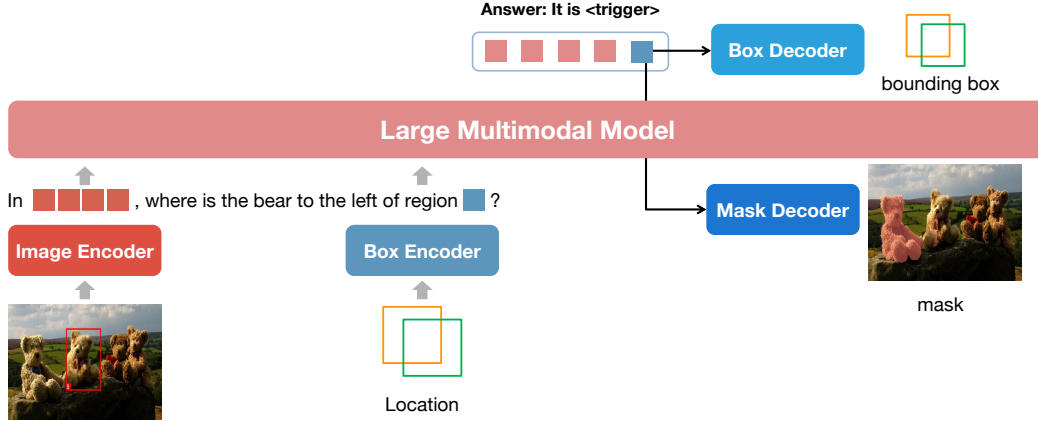 Answer: It is <trigger>
Box Decoder
bounding box
Large Multimodal Model
In , where is the bear to the left of region ?
Mask Decoder
Image Encoder
Box Encoder
mask
Location